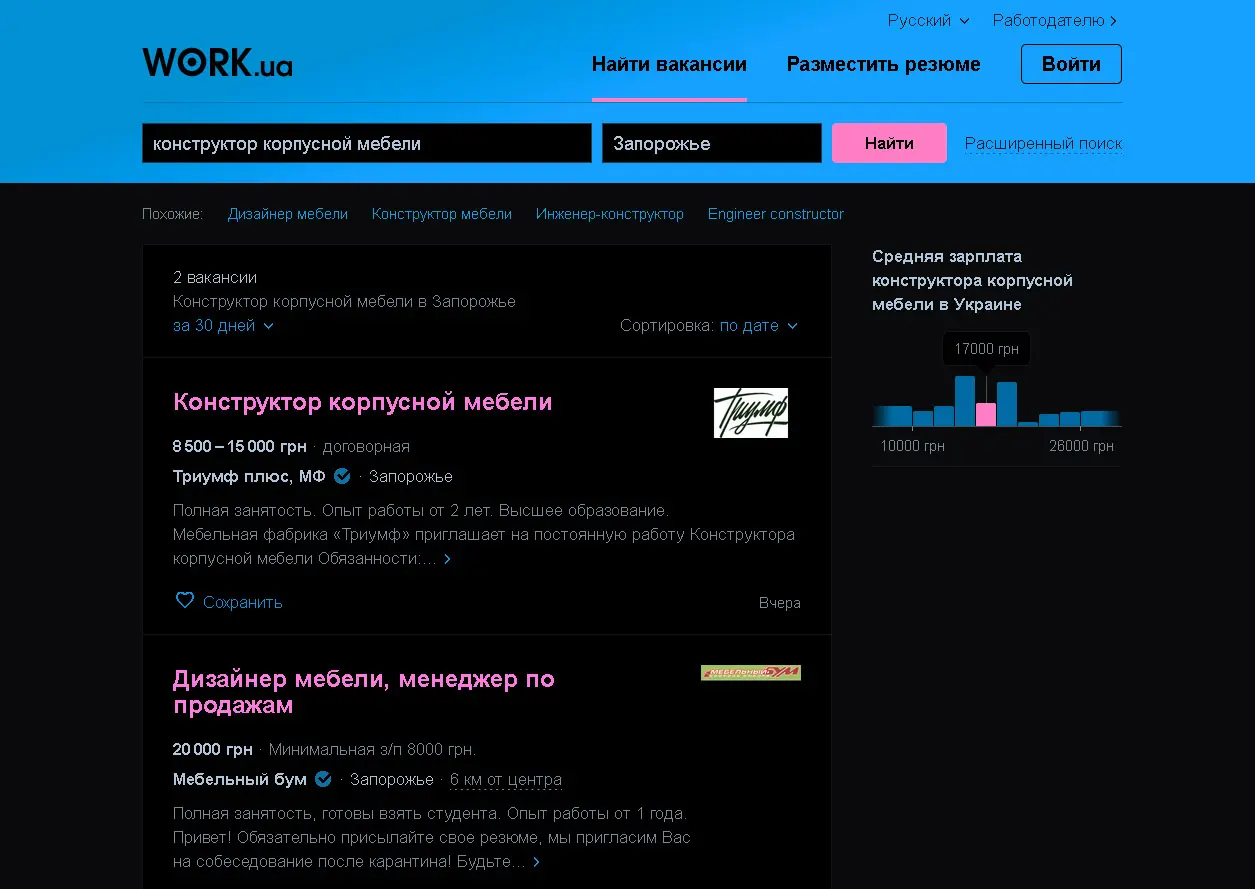 Русский
Работодателю
WORK.ua
Найти вакансии
Разместить резюме
Войти
конструктор корпусной мебели
Запорожье
Найти
Расширенный поиск
Похожие: Дизайнер мебели Конструктор мебели Инженер-конструктор Engineer constructor
2 вакансии
Конструктор корпусной мебели в Запорожье
за 30 дней
Сортировка: по дате
Конструктор корпусной мебели
Триумф
8 500 – 15 000 грн · договорная
Триумф плюс, МФ · Запорожье
Полная занятость. Опыт работы от 2 лет. Высшее образование.
Мебельная фабрика «Триумф» приглашает на постоянную работу Конструктора
корпусной мебели Обязанности:…
Сохранить
Вчера
Дизайнер мебели, менеджер по
продажам
МЕБЕЛЬНЫЙ БУМ
20 000 грн · Минимальная з/п 8000 грн.
Мебельный бум · Запорожье · 6 км от центра
Полная занятость, готовы взять студента. Опыт работы от 1 года.
Привет! Обязательно присылайте свое резюме, мы пригласим Вас
на собеседование после карантина! Будьте…
Средняя зарплата
конструктора корпусной
мебели в Украине
17000 грн
10000 грн
26000 грн